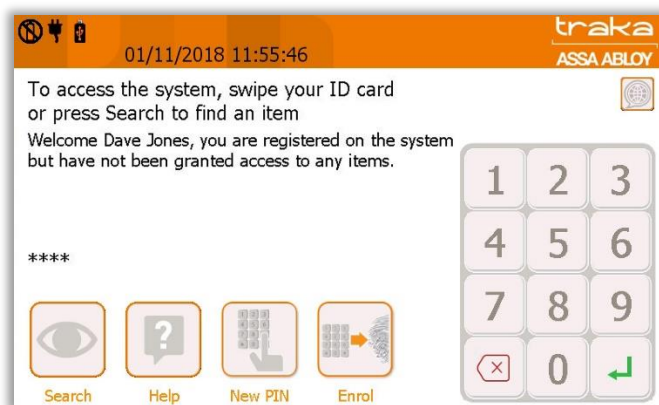 01/11/2018 11:55:46
traka
ASSA ABLOY
To access the system, swipe your ID card
or press Search to find an item
Welcome Dave Jones, you are registered on the system
but have not been granted access to any items.
****
1 2 3
4 5 6
7 8 9
0
Search Help New PIN Enrol